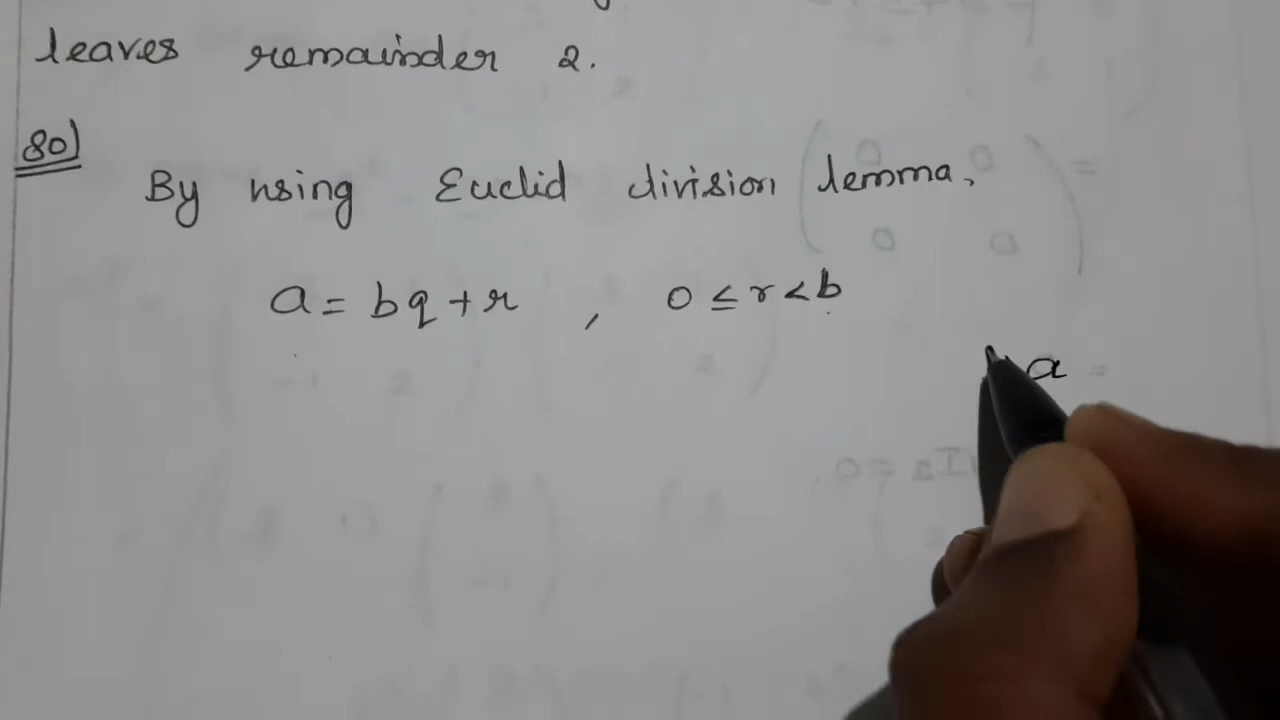 leaves remainder 2.
80)
By using Euclid division lemma,
a = bq + r , 0 ≤ r < b
a